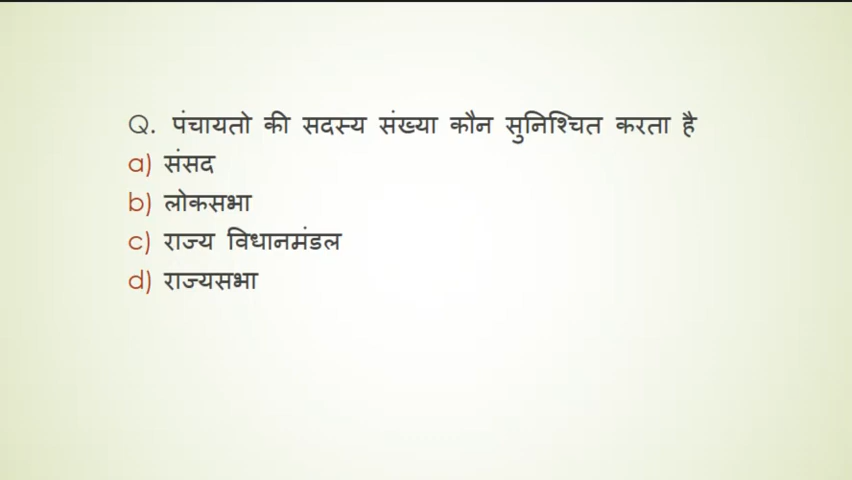 Q. पंचायतो की सदस्य संख्या कौन सुनिश्चित करता है
a) संसद
b) लोकसभा
c) राज्य विधानमंडल
d) राज्यसभा